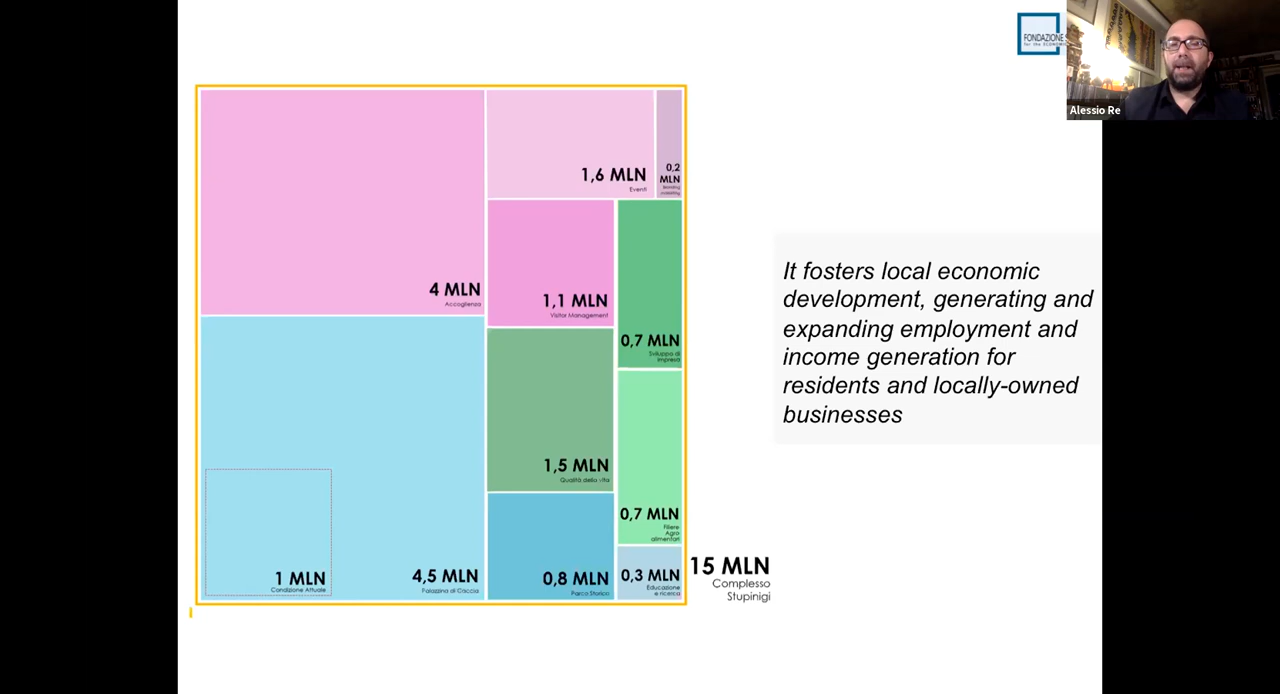 FONDAZIONE
for the ECONOMIC
Alessio Re
4 MLN
Accoglienza
1,6 MLN
Eventi
0,2
MLN
1,1 MLN
Visitor Management
0,7 MLN
Sviluppo di
impresa
4,5 MLN
Palazzina di Caccia
1 MLN
Condizione Attuale
1,5 MLN
Qualità della vita
0,7 MLN
Filiere
Agro
alimentari
0,8 MLN
Parco Storico
0,3 MLN
Educazione
e ricerca
15 MLN
Complesso
Stupinigi
It fosters local economic
development, generating and
expanding employment and
income generation for
residents and locally-owned
businesses